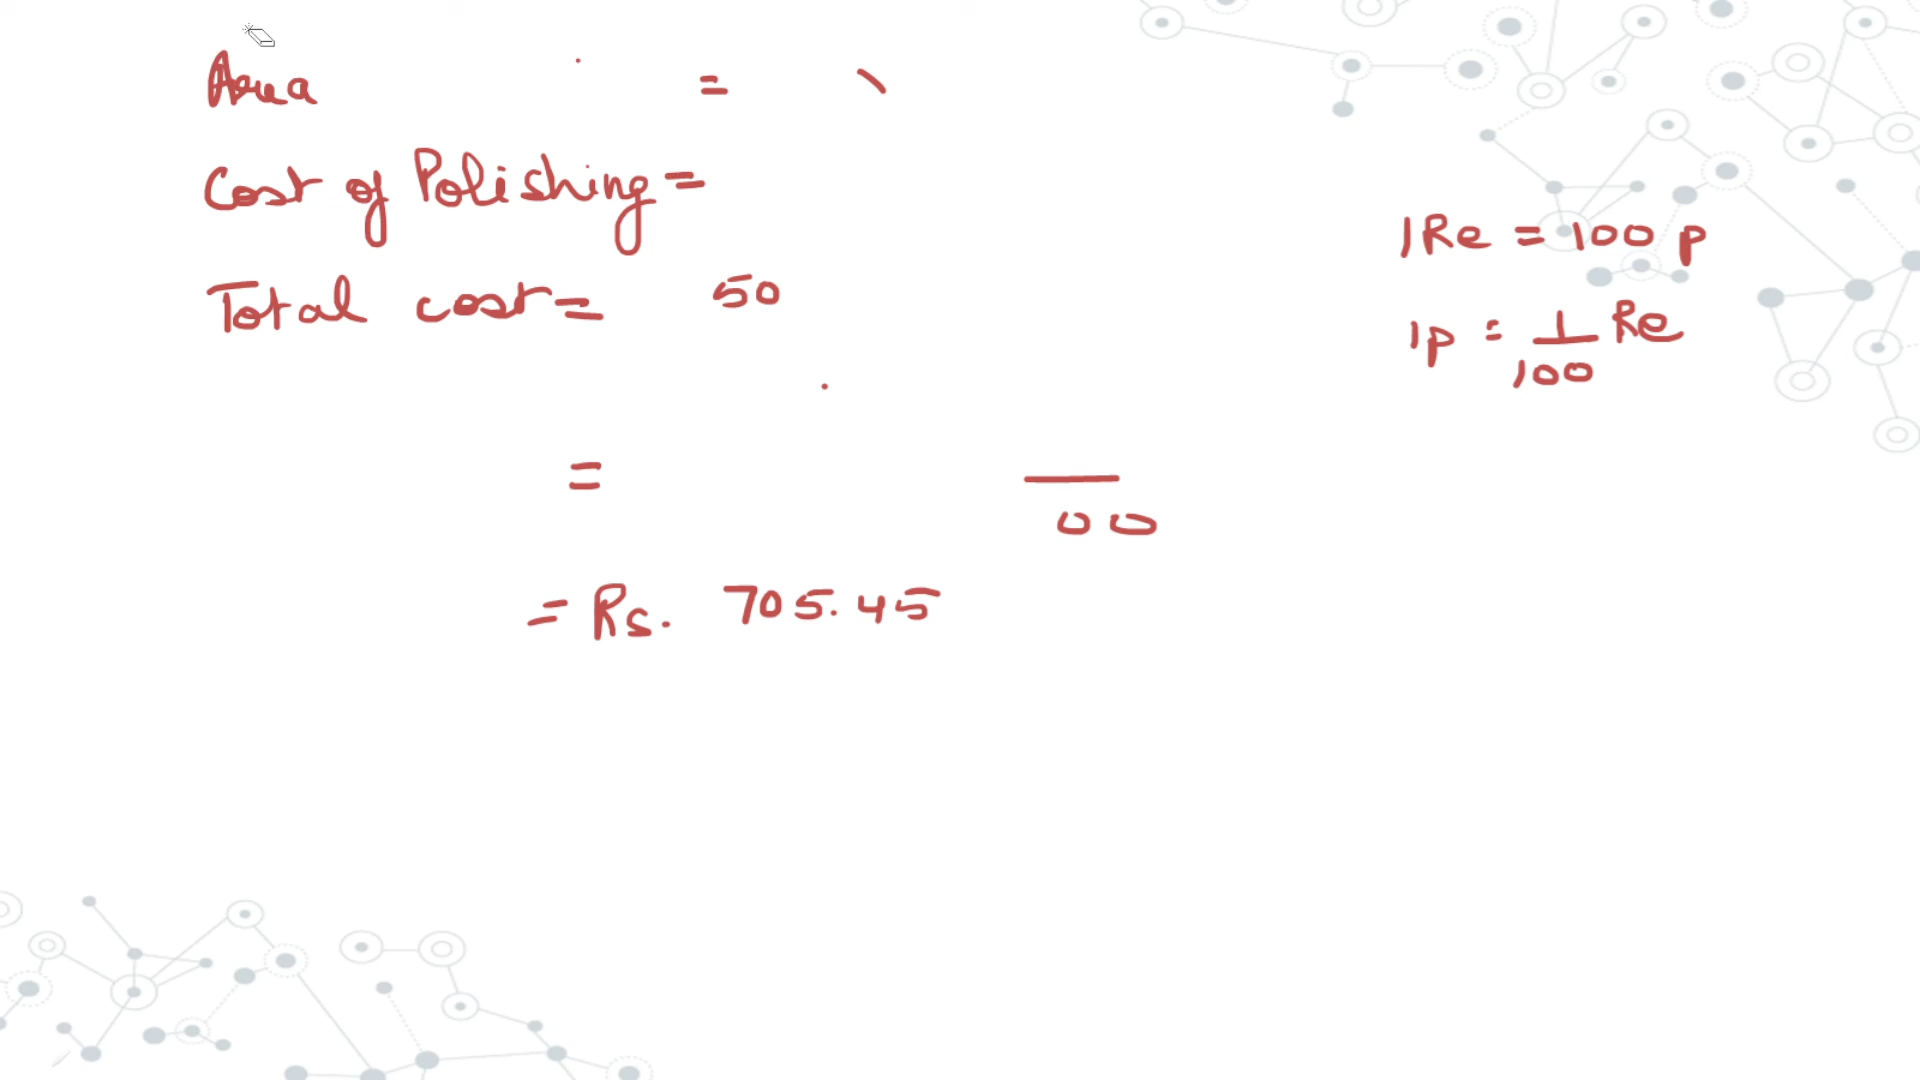 Area =
Cost of Polishing =
Total cost = 50
=
00
= Rs. 705.45
1Re = 100 p
1p = 1/100 Re